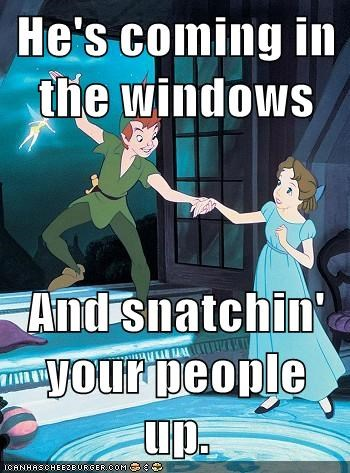 He's coming in
the windows
And snatchin'
your people
up.
ICANHASCHEEZBURGER.COM